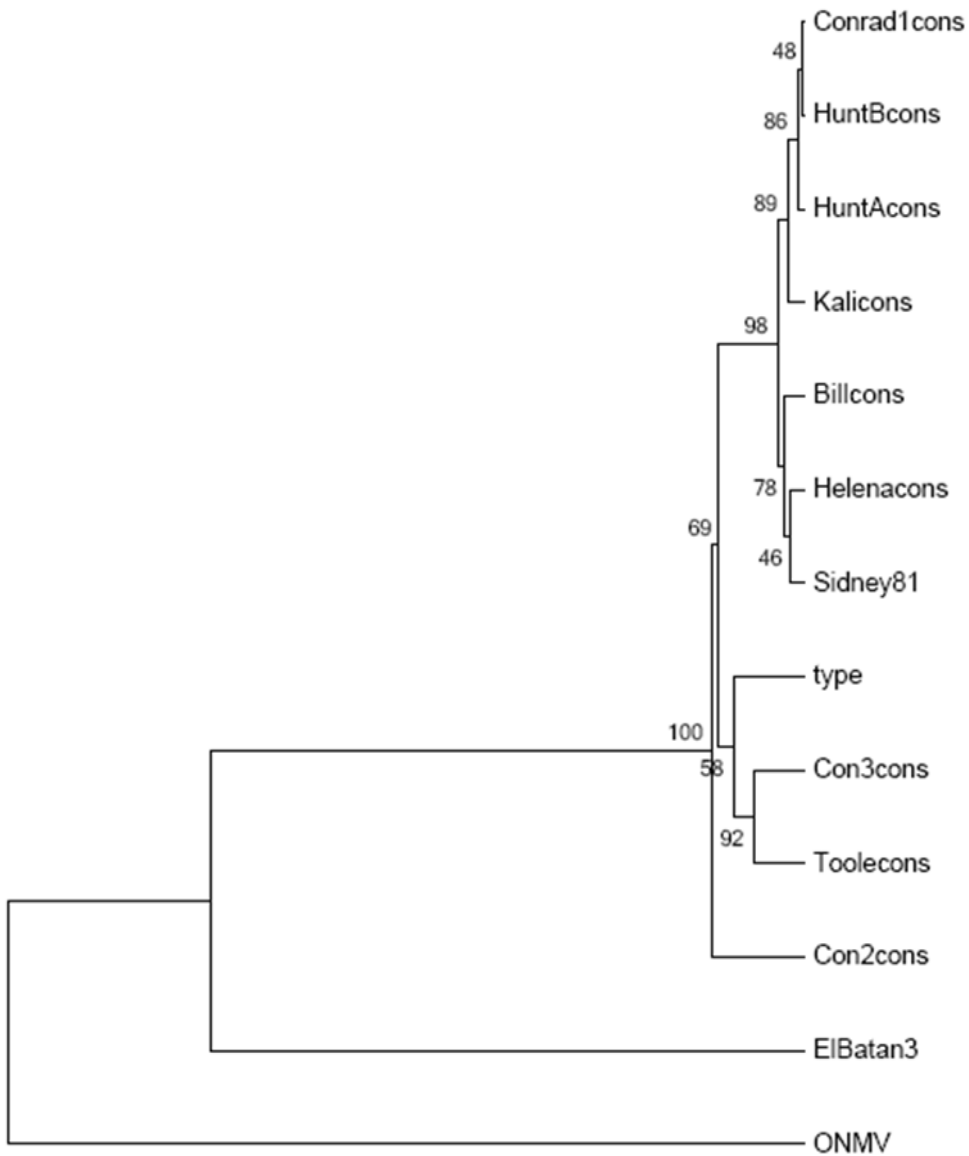 Conrad1cons
48
HuntBcons
86
HuntAcons
89
Kalicons
98
Billcons
78
Helenacons
69
46
Sidney81
type
100
58
Con3cons
92
Toolecons
Con2cons
ElBatan3
ONMV